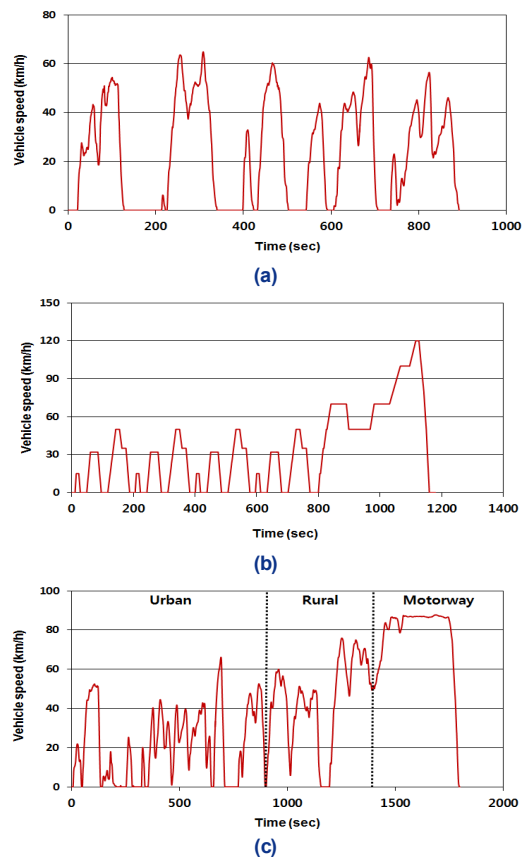 80
60
40
20
0
Vehicle speed (km/h)
0 200 400 600 800 1000
Time (sec)
(a)
150
120
90
60
30
0
Vehicle speed (km/h)
0 200 400 600 800 1000 1200 1400
Time (sec)
(b)
100
80
60
40
20
0
Vehicle speed (km/h)
Urban Rural Motorway
0 500 1000 1500 2000
Time (sec)
(c)